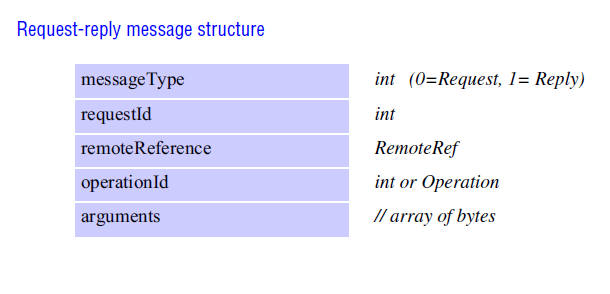 Request-reply message structure
messageType int (0=Request, 1= Reply)
requestId int
remoteReference RemoteRef
operationId int or Operation
arguments // array of bytes